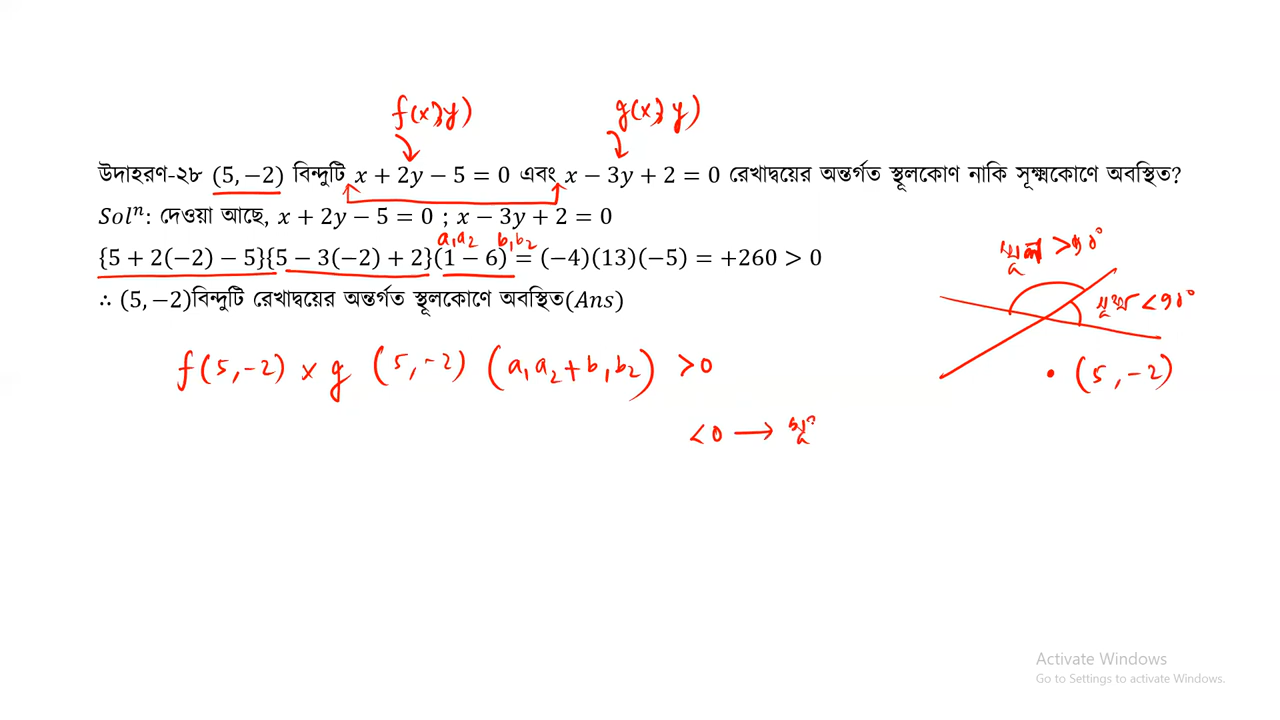 f(x,y) g(x,y)
উদাহরণ-২৮ (5, −2) বিন্দুটি x + 2y − 5 = 0 এবং x − 3y + 2 = 0 রেখাদ্বয়ের অন্তর্গত স্থূলকোণ নাকি সূক্ষ্মকোণে অবস্থিত?
Solⁿ: দেওয়া আছে, x + 2y − 5 = 0 ; x − 3y + 2 = 0
a₁a₂ b₁b₂
{5 + 2(−2) − 5}{5 − 3(−2) + 2}(1 − 6) = (−4)(13)(−5) = +260 > 0
∴ (5, −2)বিন্দুটি রেখাদ্বয়ের অন্তর্গত স্থূলকোণে অবস্থিত(Ans)
স্থূল >90°
<90°
(5, −2)
f(5, −2) × g (5, −2) (a₁a₂ + b₁b₂) >0
<0 →
Activate Windows
Go to Settings to activate Windows.